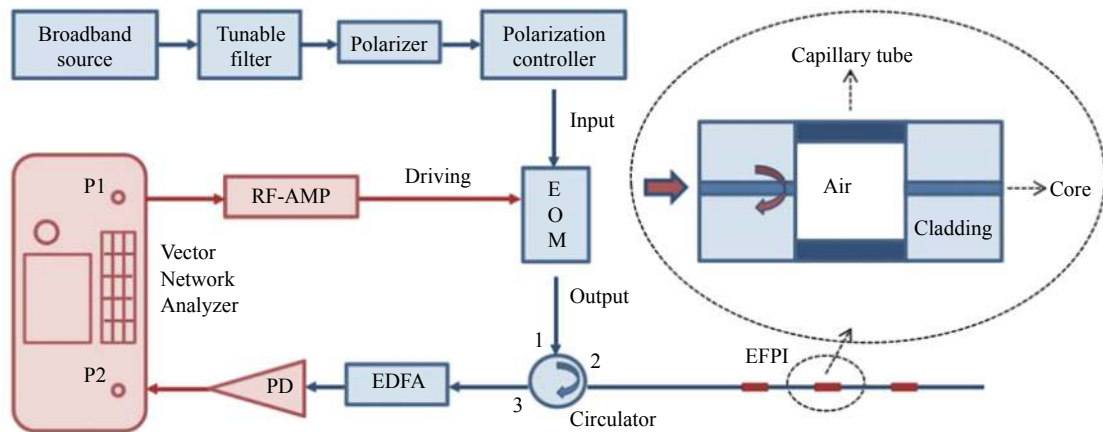 Broadband
source
Tunable
filter
Polarizer
Polarization
controller
Capillary tube
Input
P1
RF-AMP
Driving
E
O
M
Air
Core
Cladding
Vector
Network
Analyzer
Output
1
2
3
EFPI
P2
PD
EDFA
Circulator